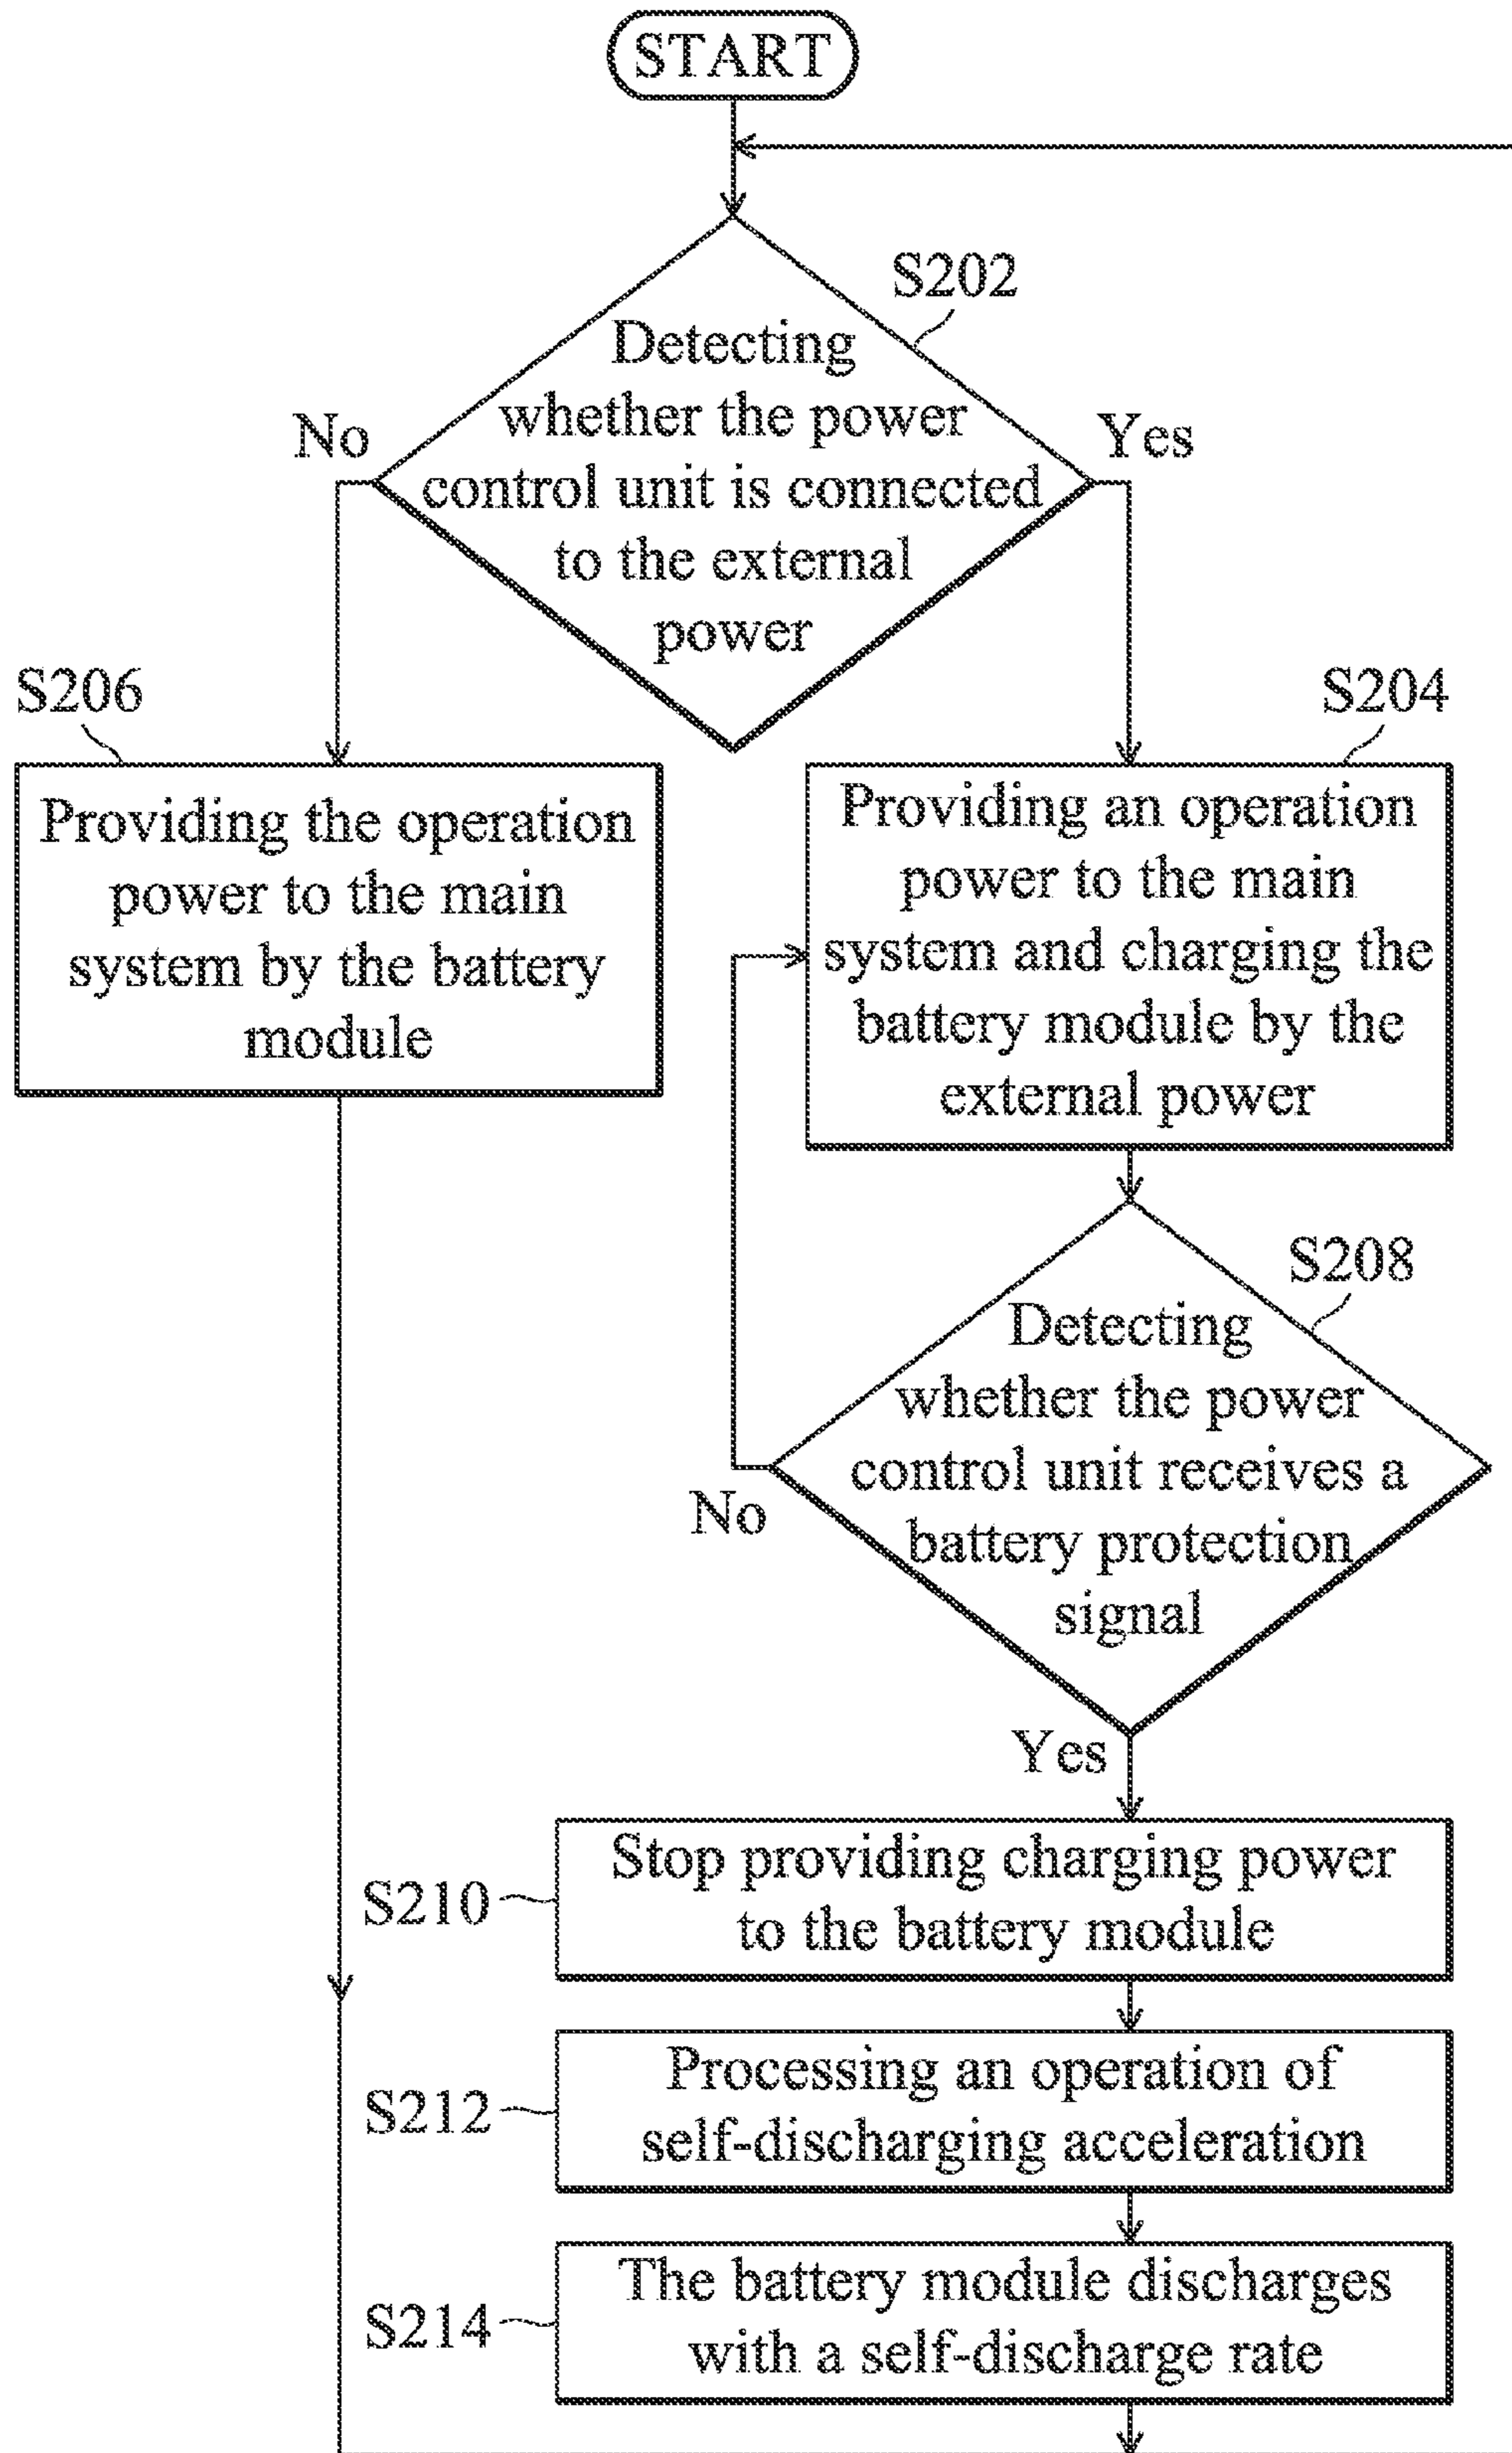 START
S202
Detecting
whether the power
control unit is connected
to the external
power
No
Yes
S206
Providing the operation
power to the main
system by the battery
module
S204
Providing an operation
power to the main
system and charging the
battery module by the
external power
S208
Detecting
whether the power
control unit receives a
battery protection
signal
No
Yes
S210
Stop providing charging power
to the battery module
S212
Processing an operation of
self-discharging acceleration
S214
The battery module discharges
with a self-discharge rate